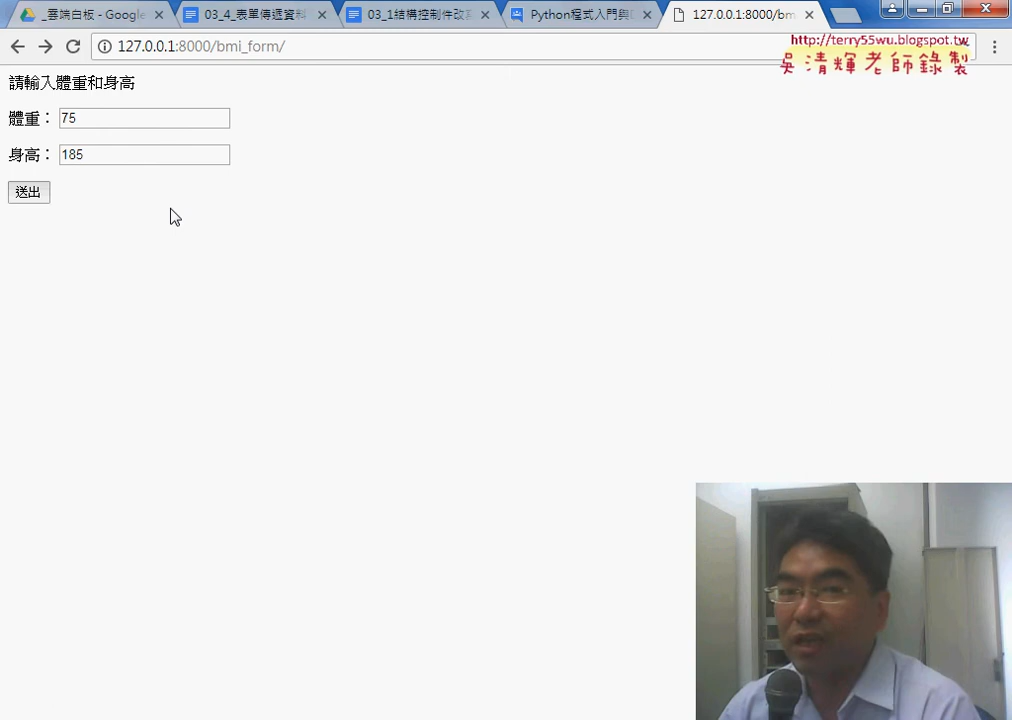 _雲端白板 - Google
03_4_表單傳遞資料
03_1結構控制件改
Python程式入門與
127.0.0.1:8000/bm
127.0.0.1:8000/bmi_form/
http://terry55wu.blogspot.tw
吳清輝老師錄製
請輸入體重和身高
體重： 75
身高： 185
送出